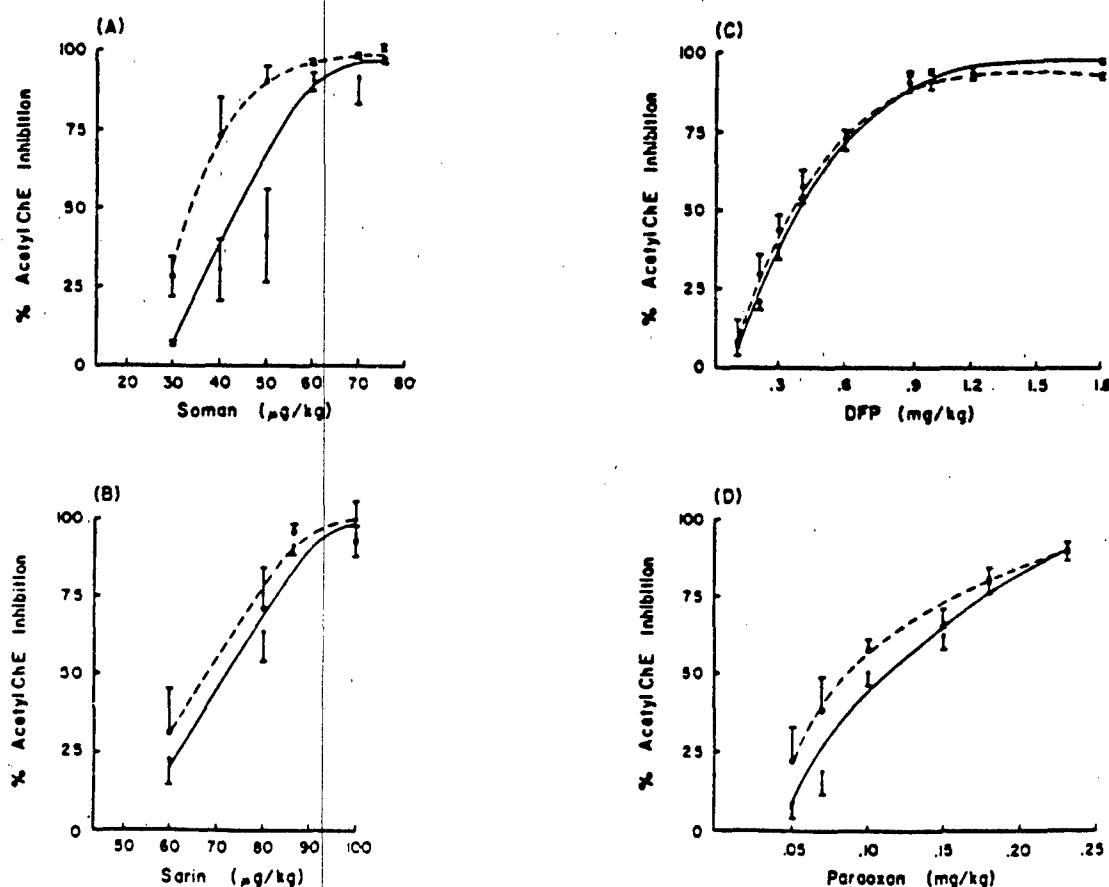 (A)
% Acetyl ChE Inhibition
100
75
50
25
0
20 30 40 50 60 70 80
Soman (µg/kg)
(B)
% Acetyl ChE Inhibition
100
75
50
25
0
50 60 70 80 90 100
Sarin (µg/kg)
(C)
% Acetyl ChE Inhibition
100
75
50
25
0
.3 .6 .9 1.2 1.5 1.8
DFP (mg/kg)
(D)
% Acetyl ChE Inhibition
100
75
50
25
0
.05 .10 .15 .20 .25
Paraoxon (mg/kg)